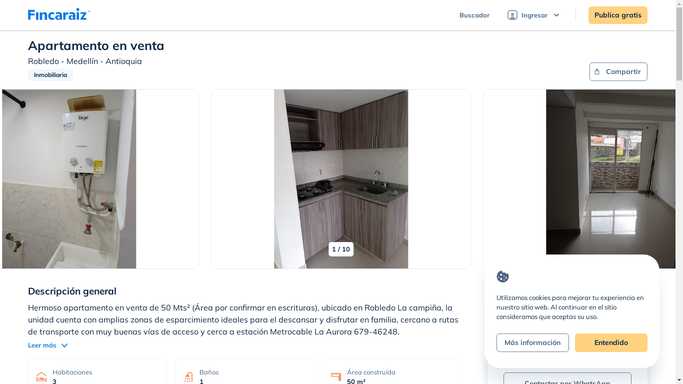 Fincaraiz
Buscador
Ingresar
Publica gratis
Apartamento en venta
Robledo - Medellín - Antioquia
Inmobiliaria
Compartir
1 / 10
Descripción general
Hermoso apartamento en venta de 50 Mts² (Área por confirmar en escrituras), ubicado en Robledo La campiña, la
unidad cuenta con amplias zonas de esparcimiento ideales para el descansar y disfrutar en familia, cercano a rutas
de transporte con muy buenas vías de acceso y cerca a estación Metrocable La Aurora 679-46248.
Leer más
Habitaciones
3
Baños
1
Área construida
50 m²
Utilizamos cookies para mejorar tu experiencia en
nuestro sitio web. Al continuar en el sitio
consideramos que aceptas su uso.
Más información
Entendido
Contactar por WhatsApp